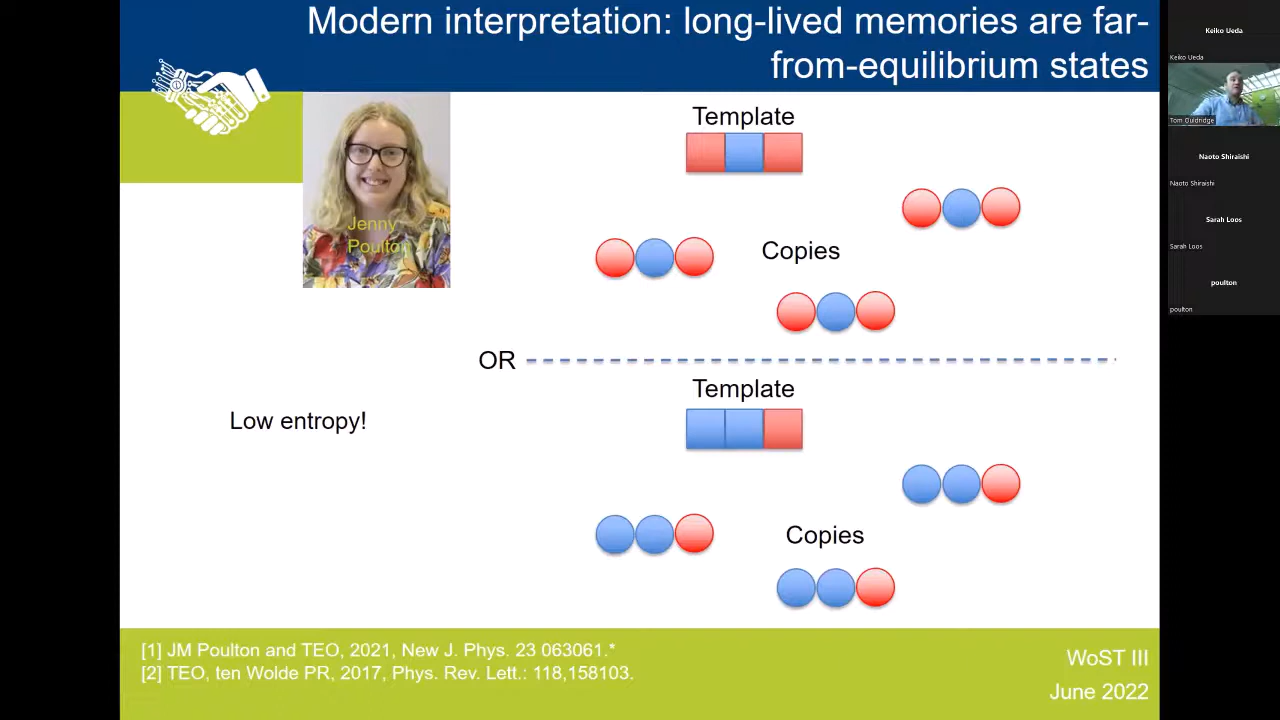 Modern interpretation: long-lived memories are far-
from-equilibrium states
Jenny
Poulton
Template
Copies
OR
Template
Low entropy!
Copies
[1] JM Poulton and TEO, 2021, New J. Phys. 23 063061.*
[2] TEO, ten Wolde PR, 2017, Phys. Rev. Lett.: 118,158103.
WoST III
June 2022
Keiko Ueda
Keiko Ueda
Tom Ouldridge
Naoto Shiraishi
Naoto Shiraishi
Sarah Loos
Sarah Loos
poulton
poulton